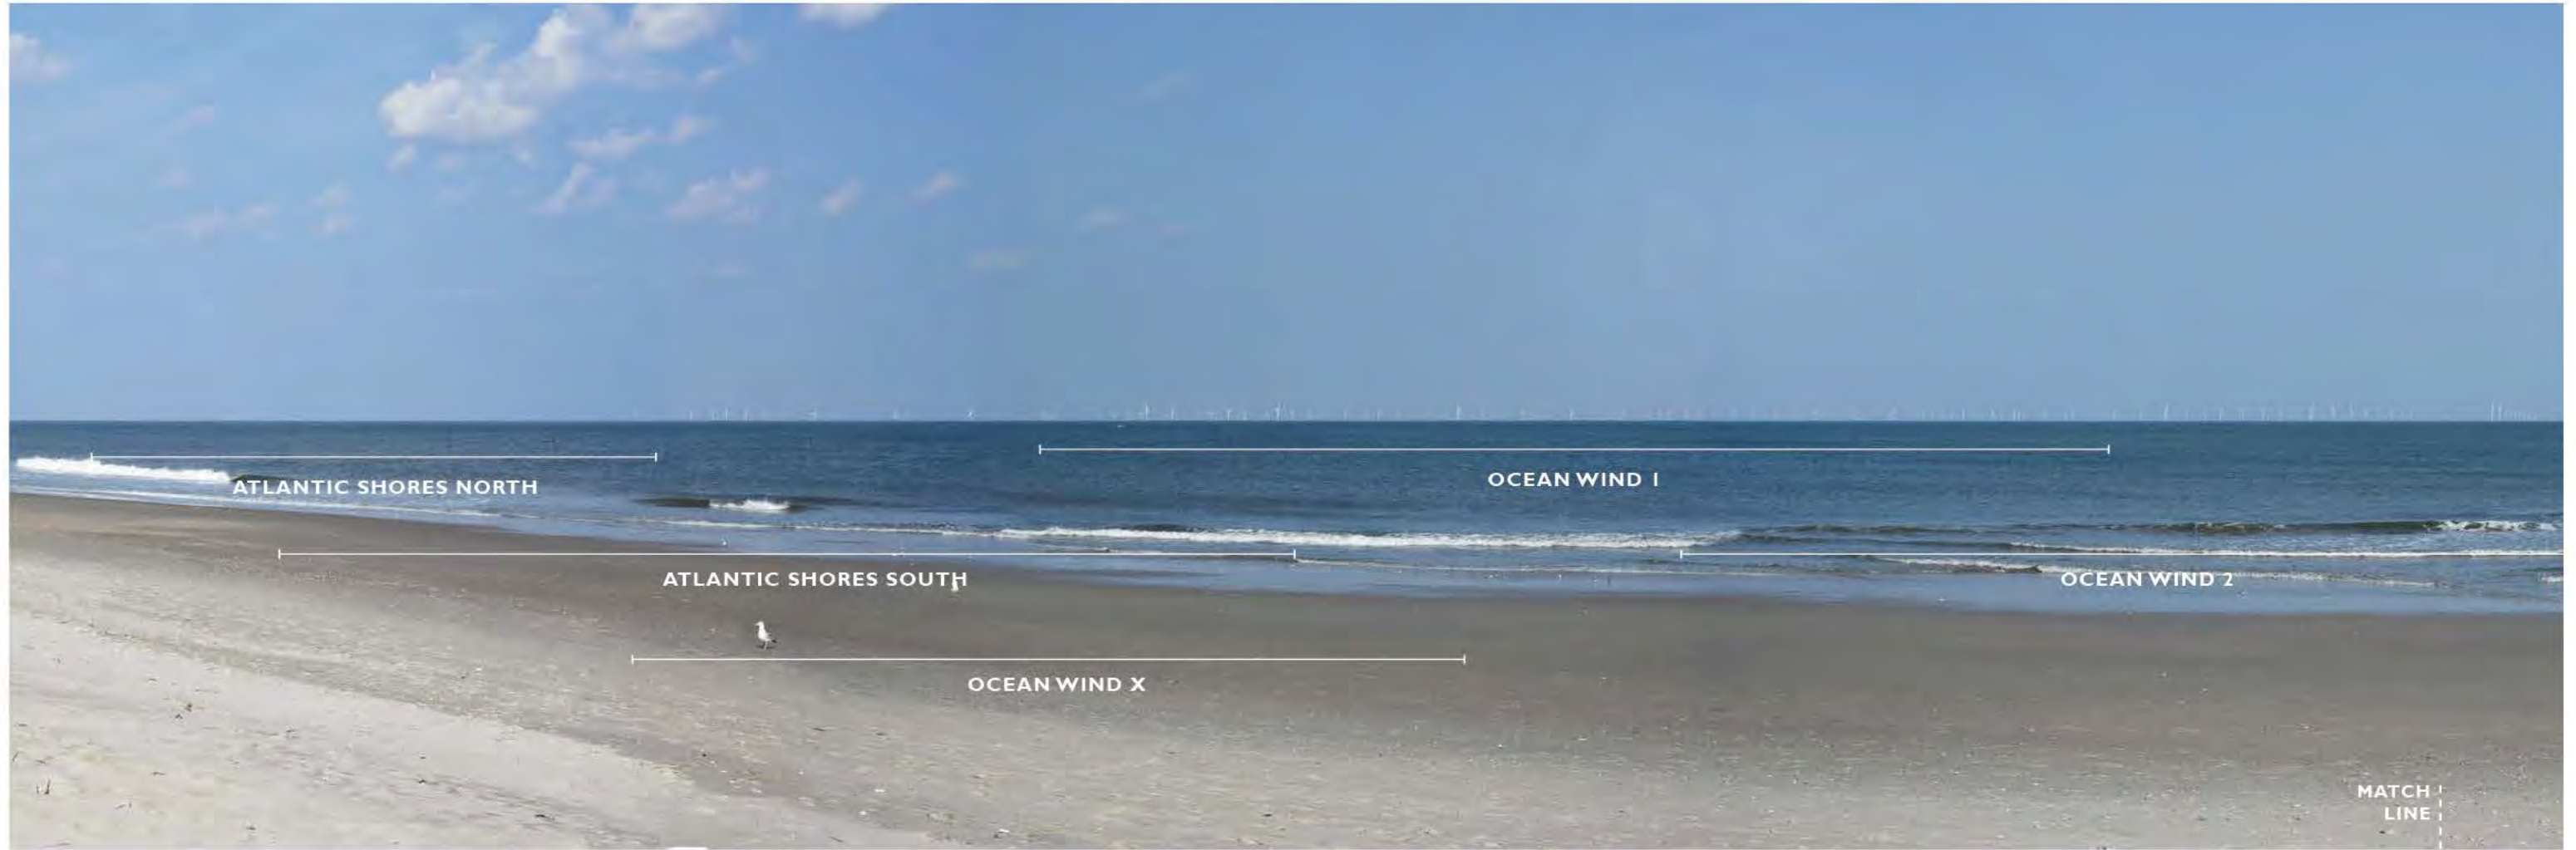 OCEAN WIND 1
ATLANTIC SHORES NORTH
ATLANTIC SHORES SOUTH
OCEAN WIND 2
OCEAN WIND X
MATCH
LINE